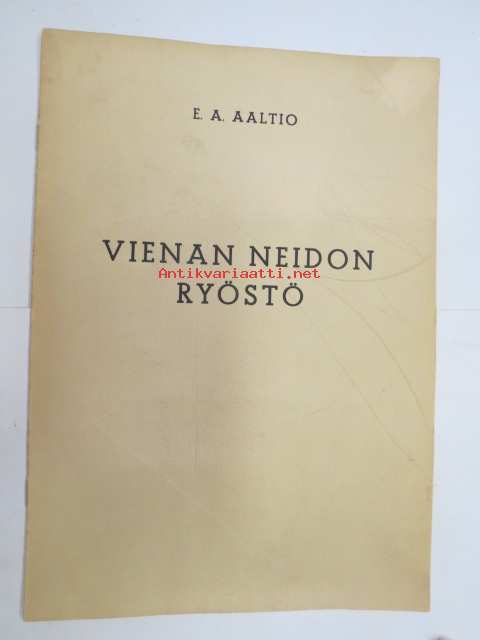 E. A. AALTIO
VIENAN NEIDON
Antikvariaatti.net
RYÖSTÖ